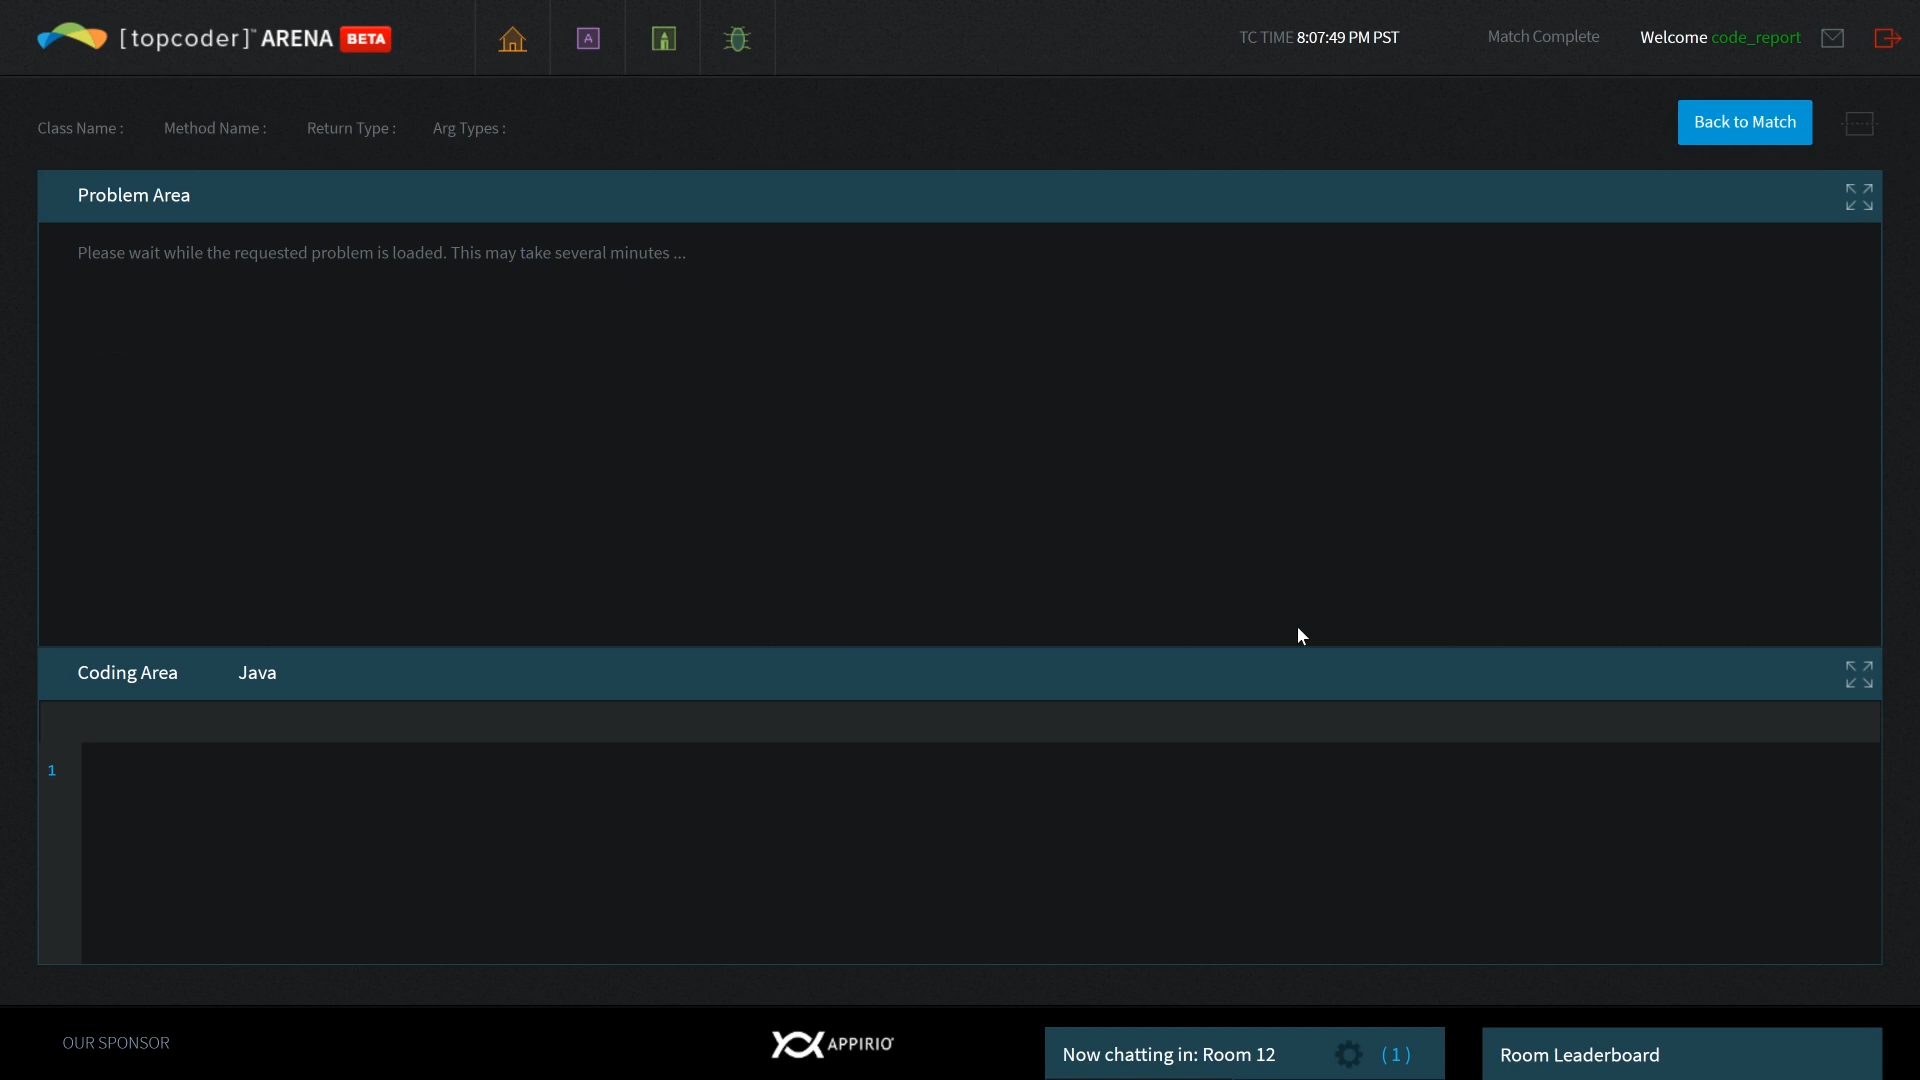 [topcoder]™ ARENA BETA
A
TC TIME 8:07:49 PM PST
Match Complete
Welcome code_report
Class Name :
Method Name :
Return Type :
Arg Types :
Back to Match
Problem Area
Please wait while the requested problem is loaded. This may take several minutes ...
Coding Area
Java
1
OUR SPONSOR
APPIRIO
Now chatting in: Room 12
( 1 )
Room Leaderboard